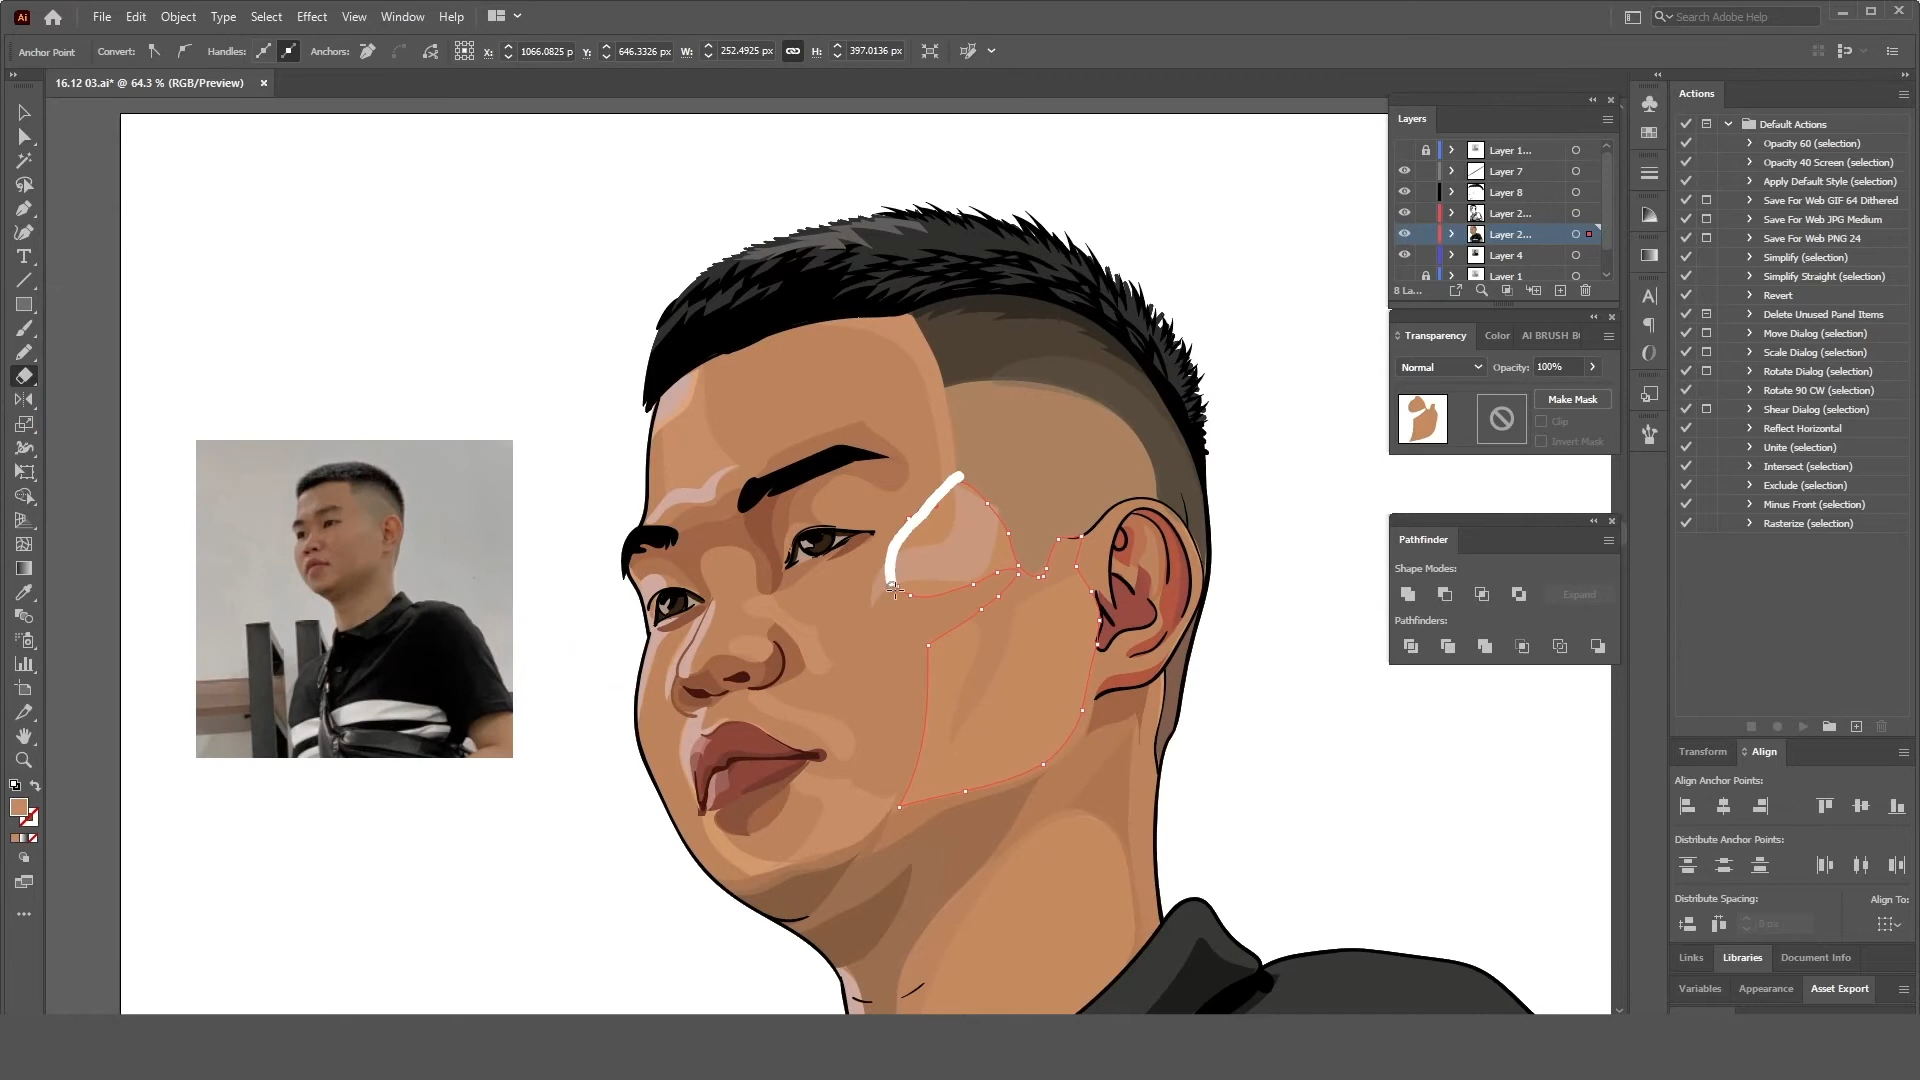 Ai File Edit Object Type Select Effect View Window Help Search Adobe Help
Anchor Point Convert: Handles: Anchors: X: 1066.0825 p Y: 646.3326 px W: 252.4925 px H: 397.0136 px
16.12 03.ai* @ 64.3 % (RGB/Preview) ×
Layers
Layer 1...
Layer 7
Layer 8
Layer 2...
Layer 2...
Layer 4
Layer 1
8 La...
Transparency Color AI BRUSH B
Normal Opacity: 100%
Make Mask
Clip
Invert Mask
Pathfinder
Shape Modes:
Expand
Pathfinders:
Actions
Default Actions
Opacity 60 (selection)
Opacity 40 Screen (selection)
Apply Default Style (selection)
Save For Web GIF 64 Dithered
Save For Web JPG Medium
Save For Web PNG 24
Simplify (selection)
Simplify Straight (selection)
Revert
Delete Unused Panel Items
Move Dialog (selection)
Scale Dialog (selection)
Rotate Dialog (selection)
Rotate 90 CW (selection)
Shear Dialog (selection)
Reflect Horizontal
Unite (selection)
Intersect (selection)
Exclude (selection)
Minus Front (selection)
Rasterize (selection)
Transform Align
Align Anchor Points:
Distribute Anchor Points:
Distribute Spacing: Align To:
0 px
Links Libraries Document Info
Variables Appearance Asset Export